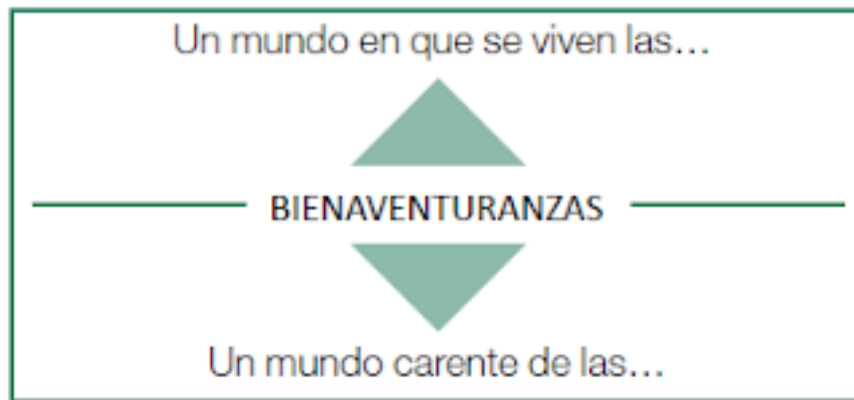 Un mundo en que se viven las...
BIENAVENTURANZAS
Un mundo carente de las...